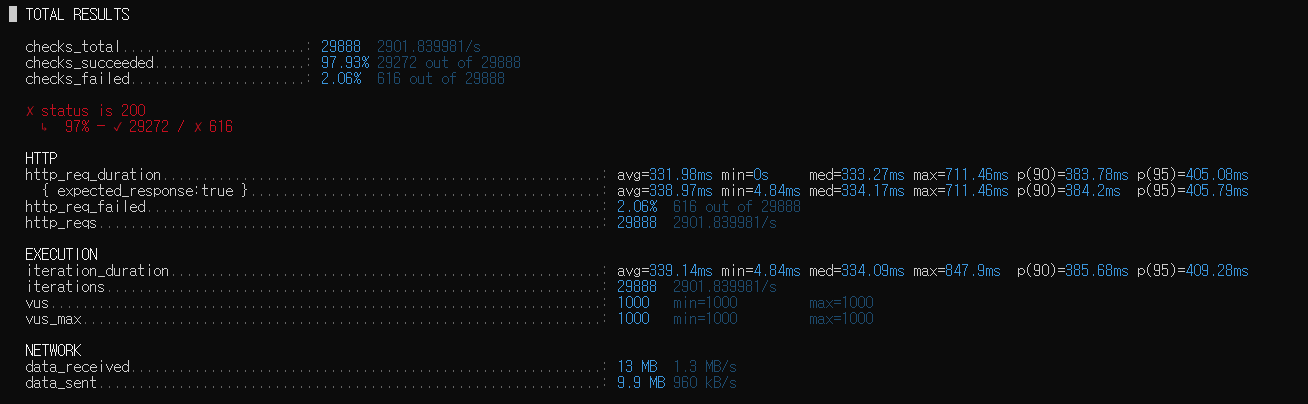 █ TOTAL RESULTS
checks_total.......................: 29888  2901.839981/s
checks_succeeded...................: 97.93% 29272 out of 29888
checks_failed......................: 2.06%  616 out of 29888
✗ status is 200
↳  97% — ✓ 29272 / ✗ 616
HTTP
http_req_duration.......................................................: avg=331.98ms min=0s     med=333.27ms max=711.46ms p(90)=383.78ms p(95)=405.08ms
{ expected_response:true }............................................: avg=338.97ms min=4.84ms med=334.17ms max=711.46ms p(90)=384.2ms  p(95)=405.79ms
http_req_failed.........................................................: 2.06%  616 out of 29888
http_reqs...............................................................: 29888  2901.839981/s
EXECUTION
iteration_duration......................................................: avg=339.14ms min=4.84ms med=334.09ms max=847.9ms  p(90)=385.68ms p(95)=409.28ms
iterations..............................................................: 29888  2901.839981/s
vus.....................................................................: 1000   min=1000         max=1000
vus_max.................................................................: 1000   min=1000         max=1000
NETWORK
data_received...........................................................: 13 MB  1.3 MB/s
data_sent...............................................................: 9.9 MB 960 kB/s